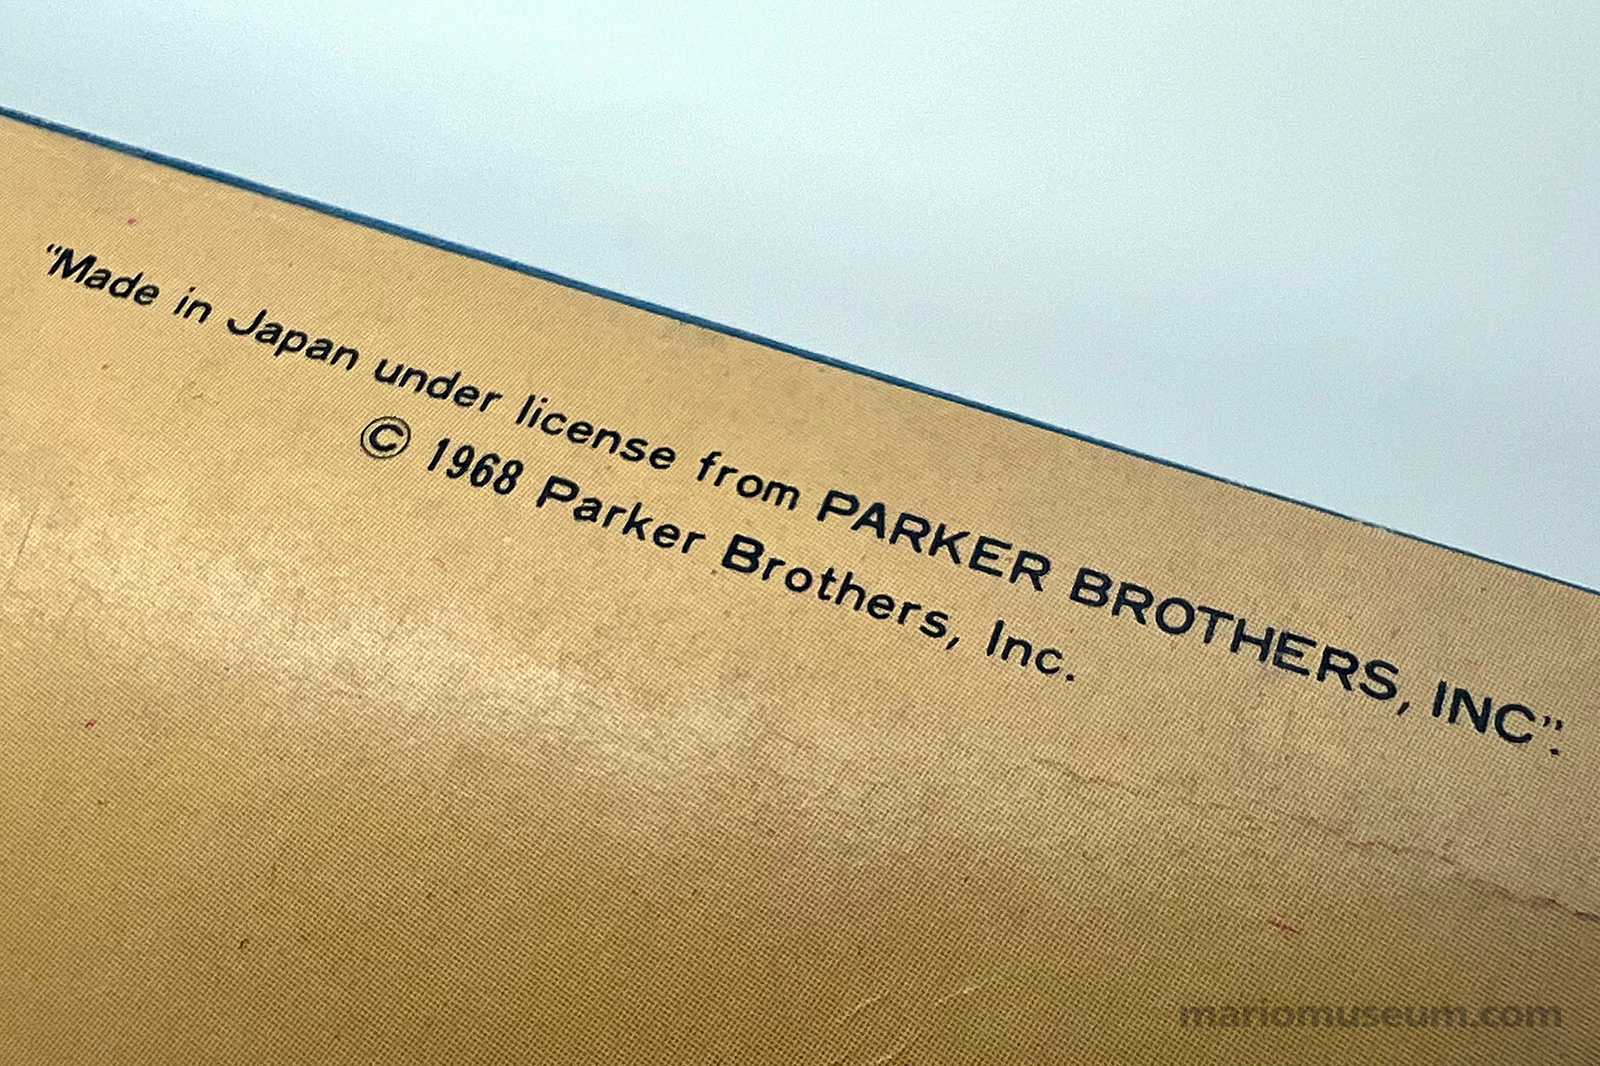 "Made in Japan under license from PARKER BROTHERS, INC".
© 1968 Parker Brothers, Inc.
mariomuseum.com